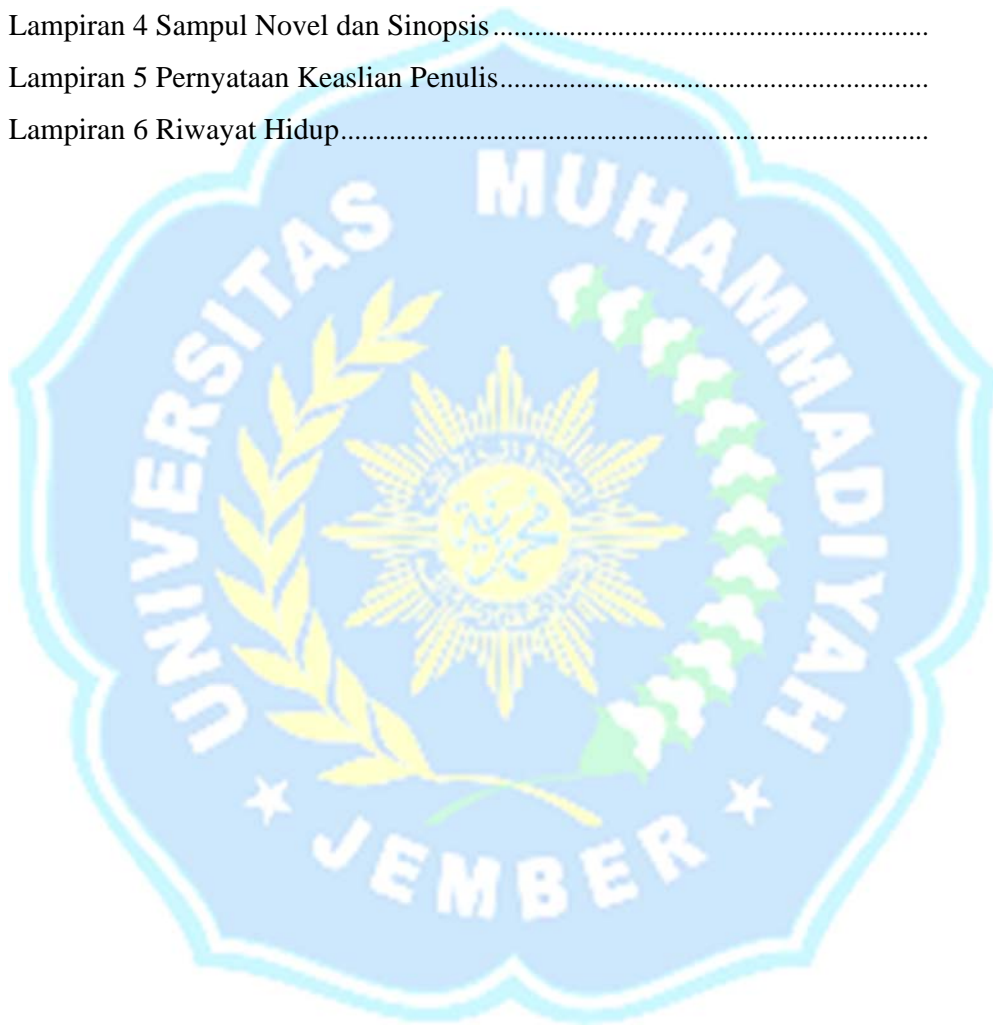 Lampiran 4 Sampul Novel dan Sinopsis................................................................
Lampiran 5 Pernyataan Keaslian Penulis...............................................................
Lampiran 6 Riwayat Hidup......................................................................................
UNIVERSITAS MUHAMMADIYAH
JEMBER